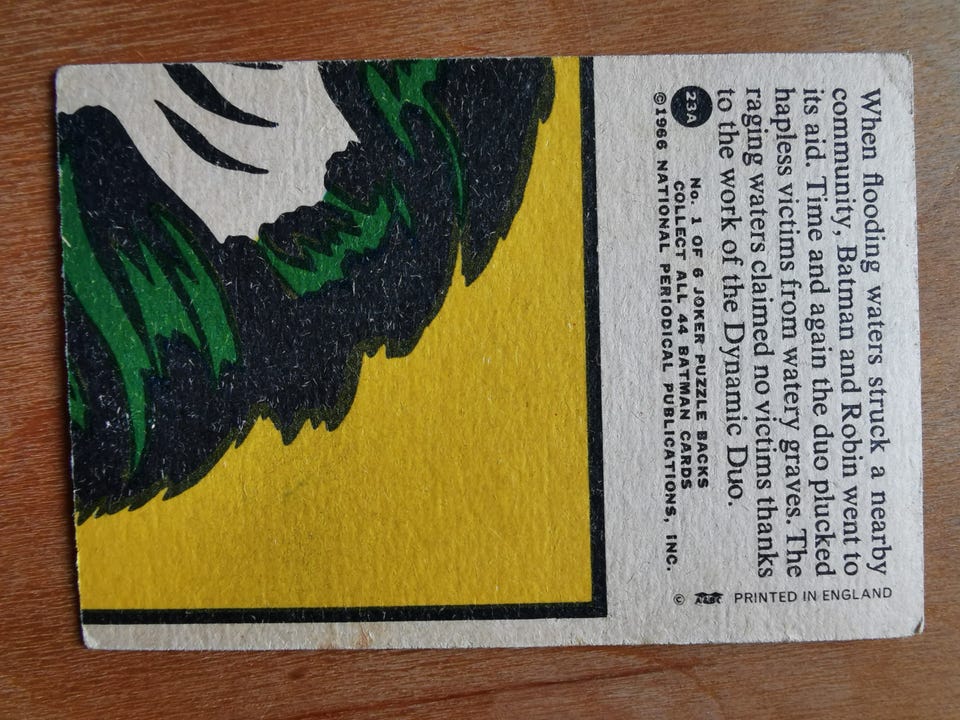 When flooding waters struck a nearby
community, Batman and Robin went to
its aid. Time and again the duo plucked
hapless victims from watery graves. The
raging waters claimed no victims thanks
to the work of the Dynamic Duo.
23A
No. 1 OF 6 JOKER PUZZLE BACKS
COLLECT ALL 44 BATMAN CARDS
©1966 NATIONAL PERIODICAL PUBLICATIONS, INC.
© A&BC PRINTED IN ENGLAND